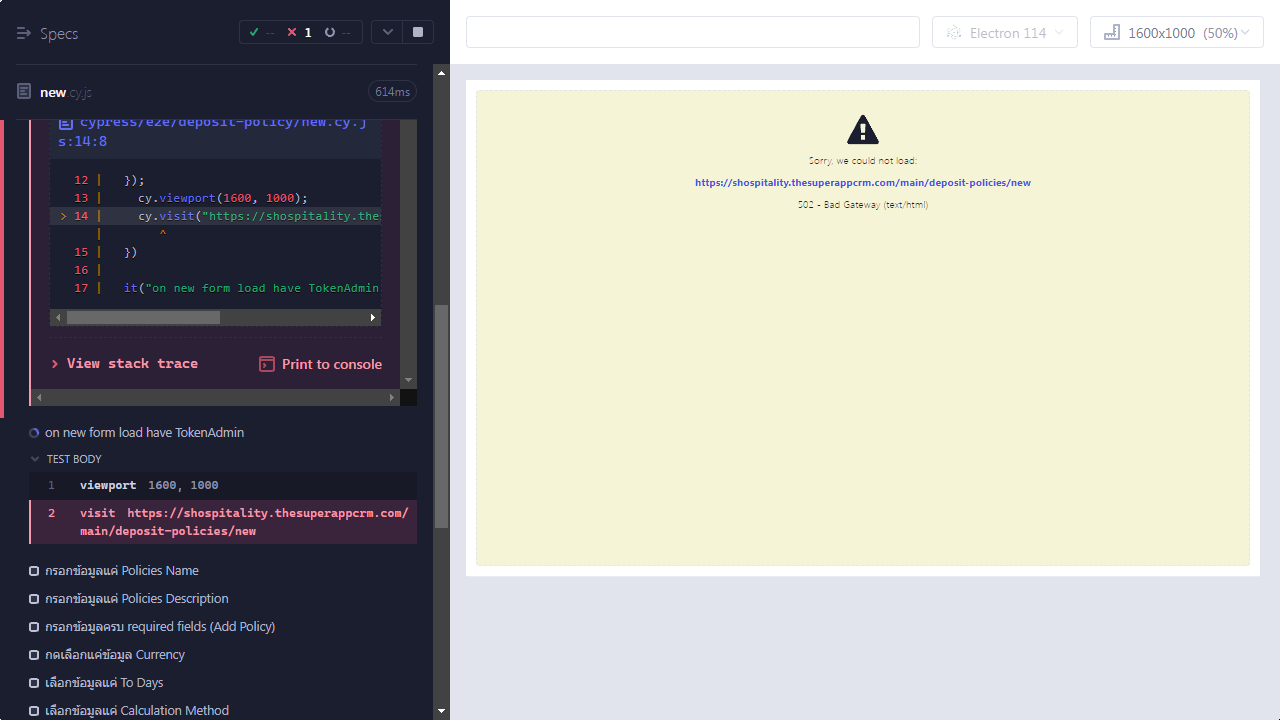 Specs
-- 1 --
new cy.js
614ms
cypress/e2e/deposit-policy/new.cy.j
s:14:8
12 | });
13 | cy.viewport(1600, 1000);
> 14 | cy.visit("https://shospitality.thes
| ^
15 | })
16 |
17 | it("on new form load have TokenAdmin
View stack trace
Print to console
on new form load have TokenAdmin
TEST BODY
1 viewport 1600, 1000
2 visit https://shospitality.thesuperappcrm.com/
main/deposit-policies/new
กรอกข้อมูลแค่ Policies Name
กรอกข้อมูลแค่ Policies Description
กรอกข้อมูลครบ required fields (Add Policy)
กดเลือกแค่ข้อมูล Currency
เลือกข้อมูลแค่ To Days
เลือกข้อมูลแค่ Calculation Method
Electron 114
1600x1000 (50%)
Sorry, we could not load:
https://shospitality.thesuperappcrm.com/main/deposit-policies/new
502 - Bad Gateway (text/html)